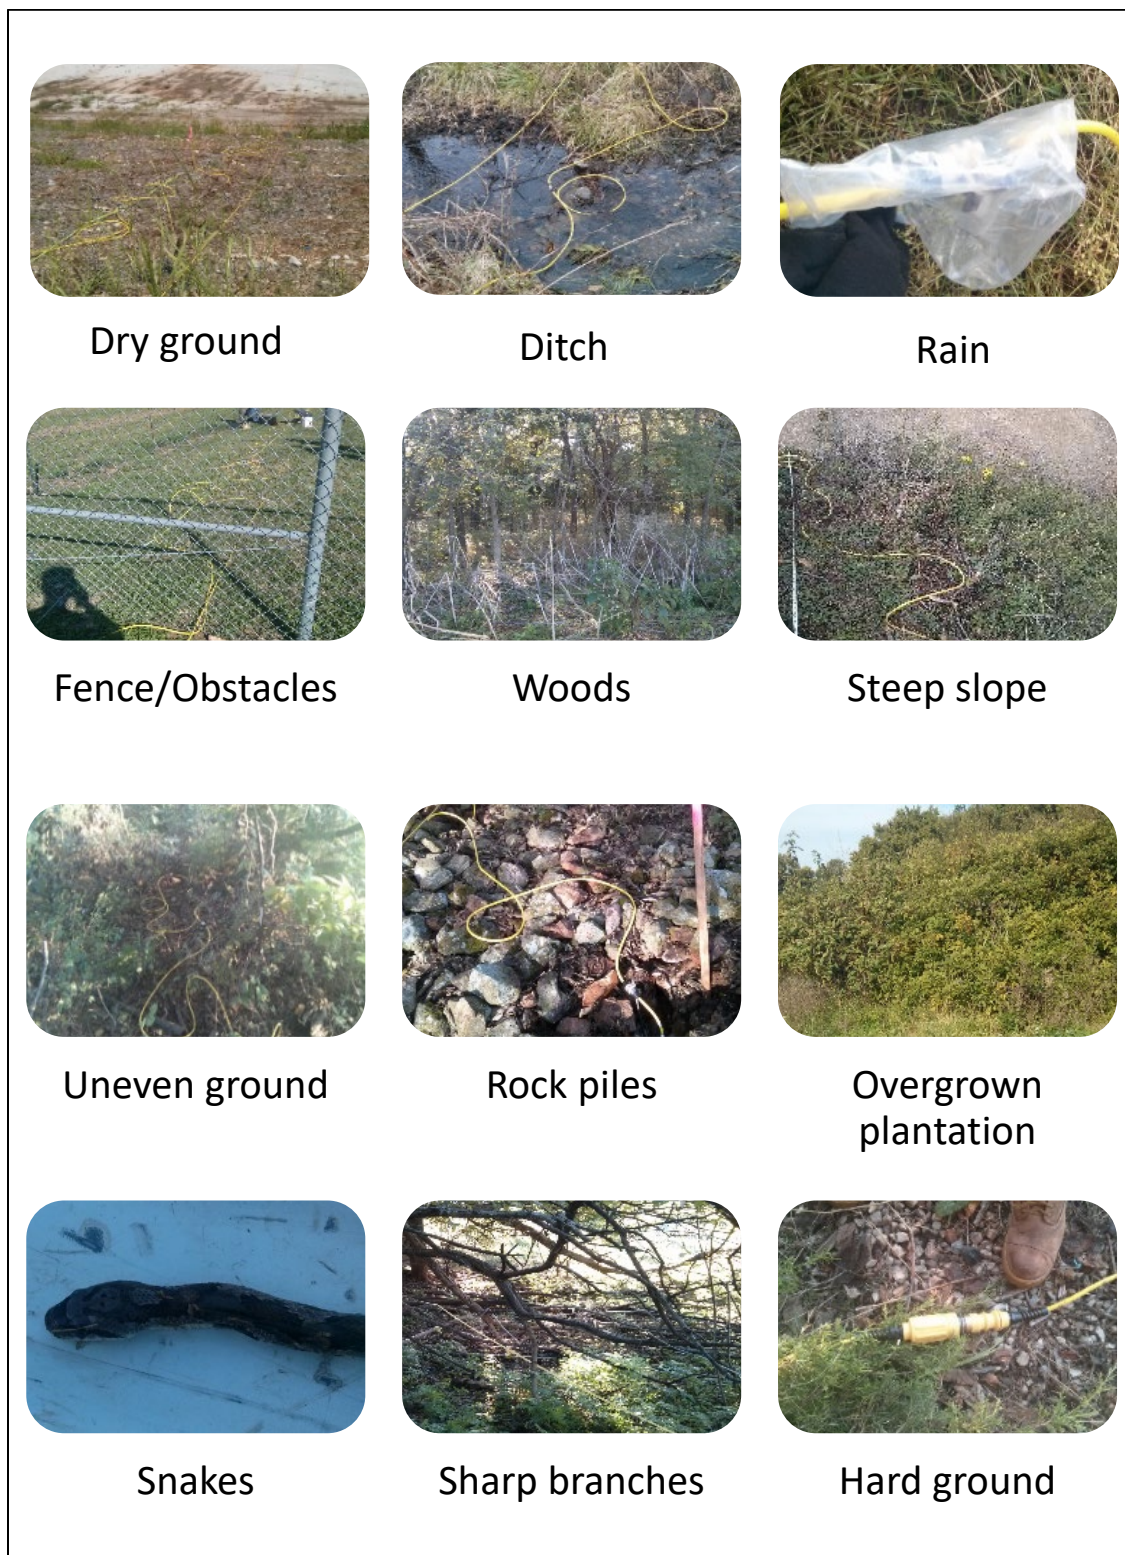 Dry ground
Ditch
Rain
Fence/Obstacles
Woods
Steep slope
Uneven ground
Rock piles
Overgrown
plantation
Snakes
Sharp branches
Hard ground